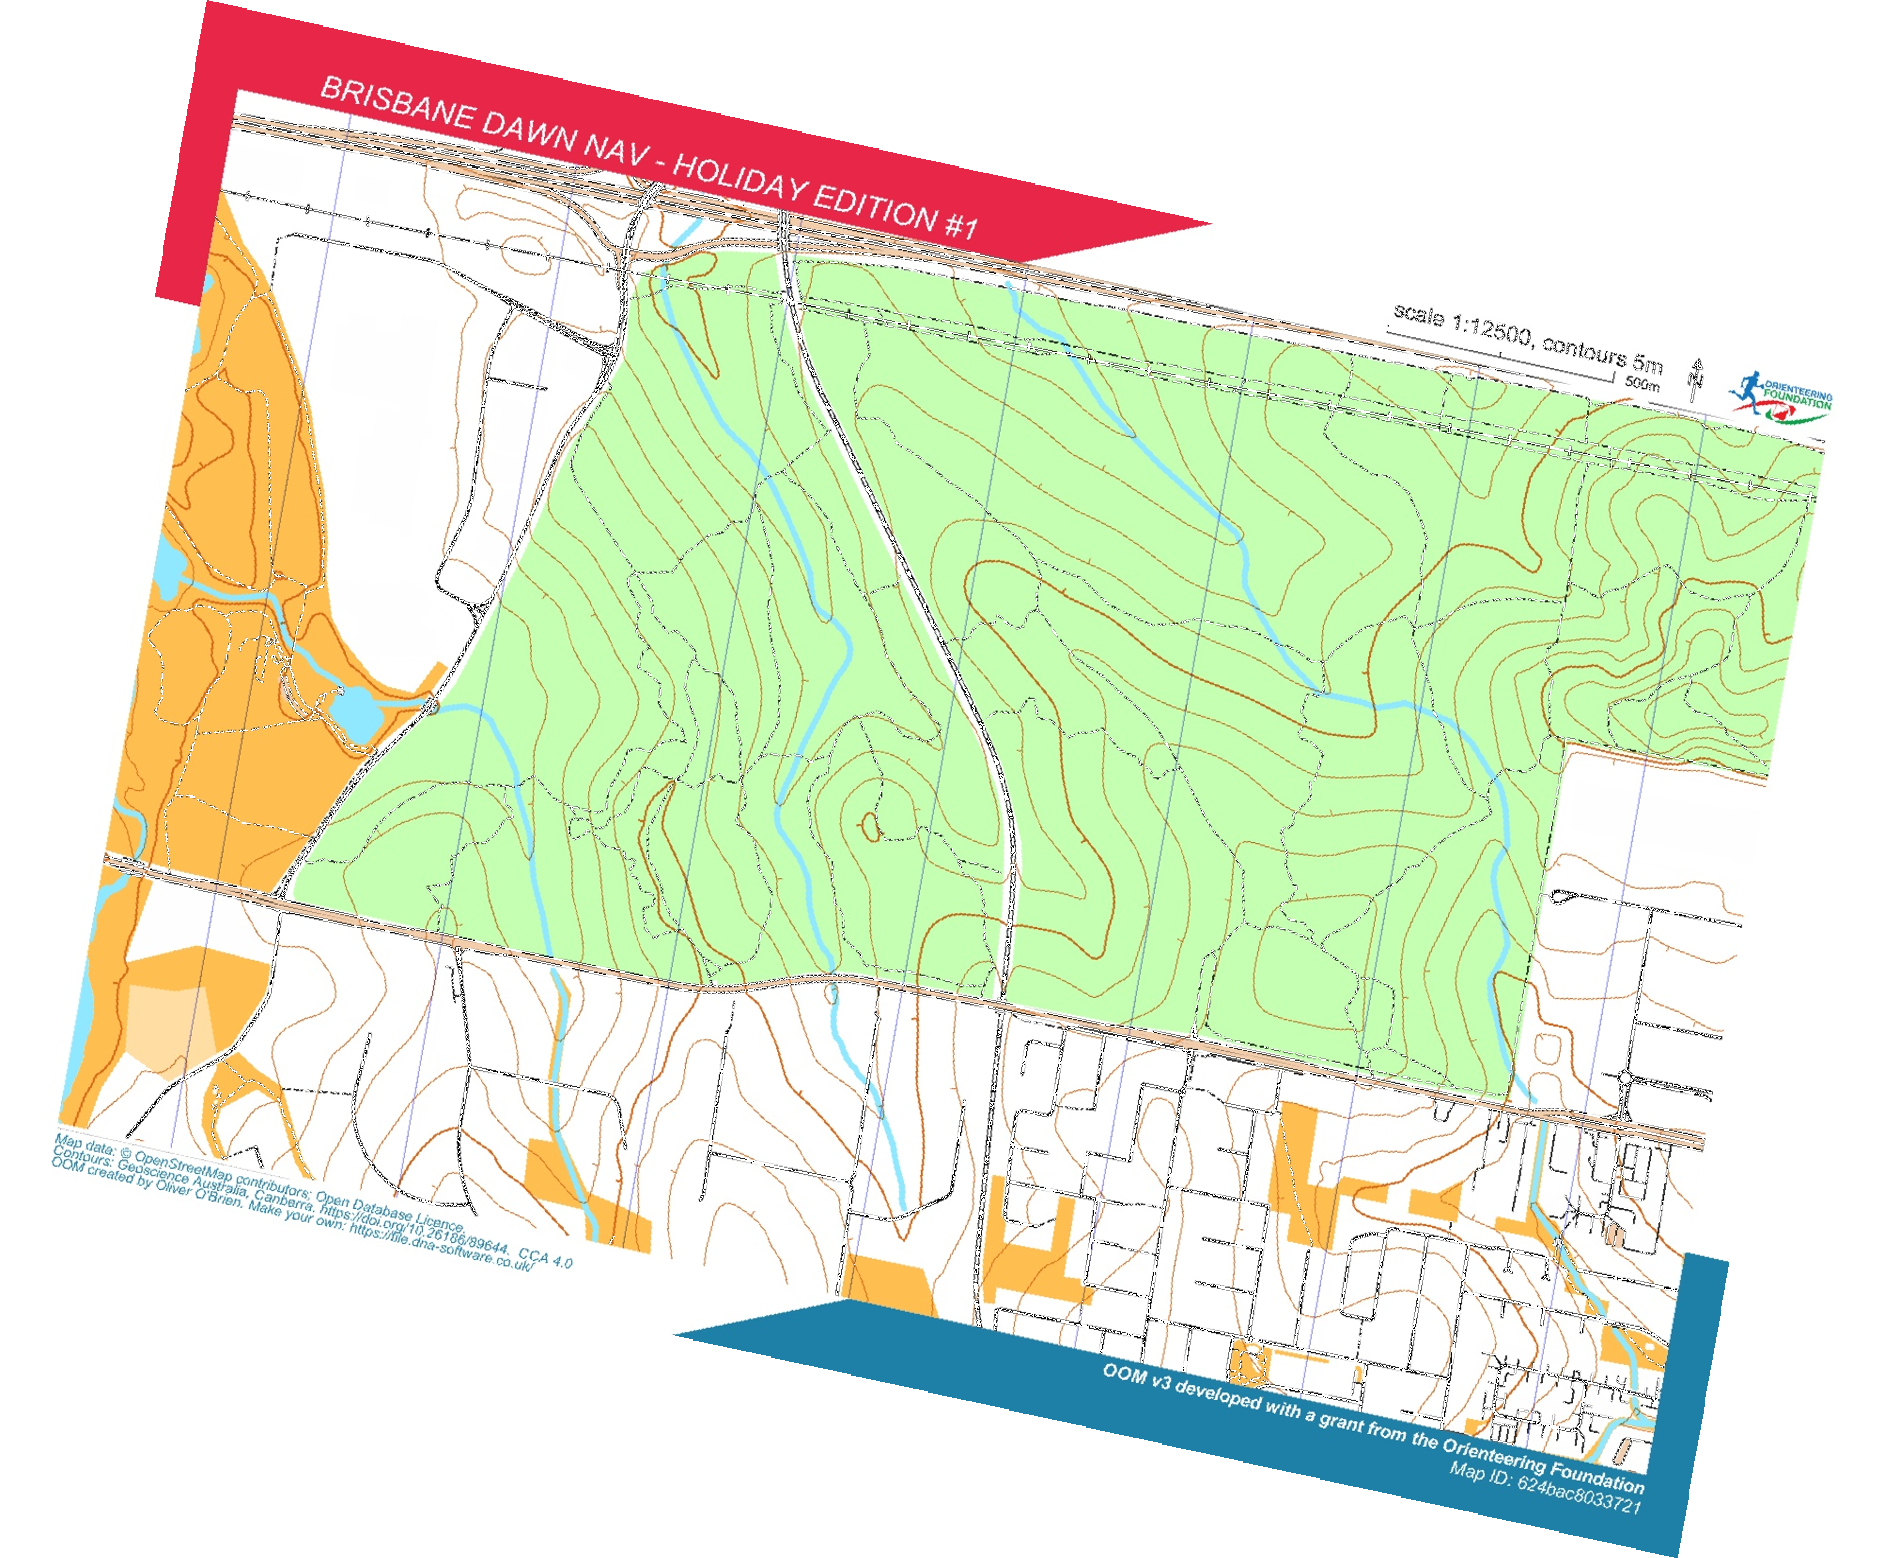 BRISBANE DAWN NAV - HOLIDAY EDITION #1
scale 1:12500, contours 5m
500m
ORIENTEERING
FOUNDATION
Map data: © OpenStreetMap contributors, Open Database Licence.
Contours: Geoscience Australia, Canberra. https://doi.org/10.26186/89644. CCA 4.0
OOM created by Oliver O'Brien. Make your own: https://file.dna-software.co.uk/
OOM v3 developed with a grant from the Orienteering Foundation
Map ID: 624bac8033721